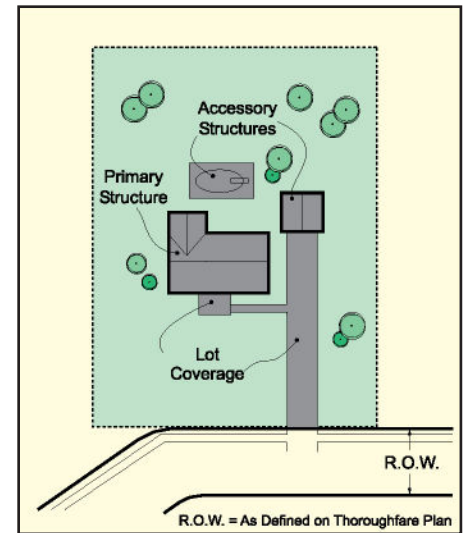 Accessory
Structures
Primary
Structure
Lot
Coverage
R.O.W.
R.O.W. = As Defined on Thoroughfare Plan